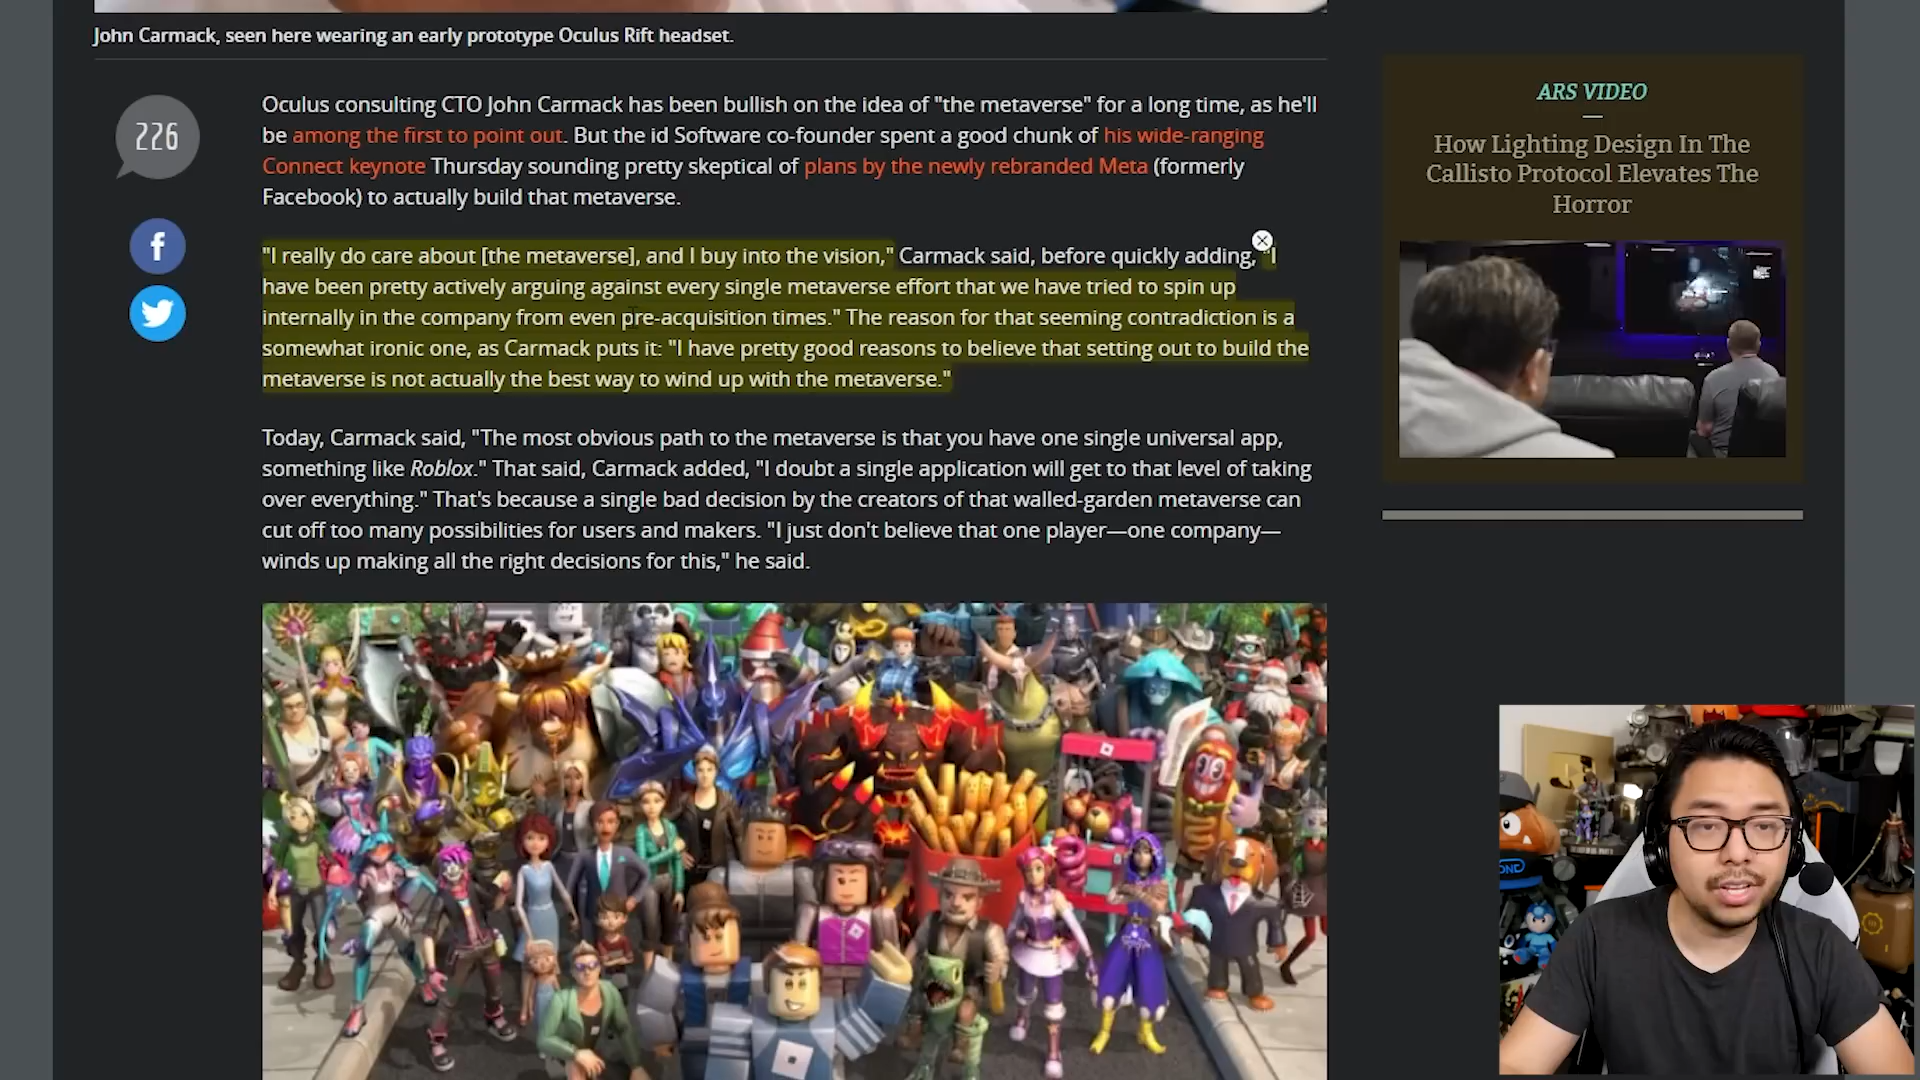 John Carmack, seen here wearing an early prototype Oculus Rift headset.
226
Oculus consulting CTO John Carmack has been bullish on the idea of "the metaverse" for a long time, as he'll
be among the first to point out. But the id Software co-founder spent a good chunk of his wide-ranging
Connect keynote Thursday sounding pretty skeptical of plans by the newly rebranded Meta (formerly
Facebook) to actually build that metaverse.
"I really do care about [the metaverse], and I buy into the vision," Carmack said, before quickly adding, "I
have been pretty actively arguing against every single metaverse effort that we have tried to spin up
internally in the company from even pre-acquisition times." The reason for that seeming contradiction is a
somewhat ironic one, as Carmack puts it: "I have pretty good reasons to believe that setting out to build the
metaverse is not actually the best way to wind up with the metaverse."
Today, Carmack said, "The most obvious path to the metaverse is that you have one single universal app,
something like Roblox." That said, Carmack added, "I doubt a single application will get to that level of taking
over everything." That's because a single bad decision by the creators of that walled-garden metaverse can
cut off too many possibilities for users and makers. "I just don't believe that one player—one company—
winds up making all the right decisions for this," he said.
ARS VIDEO
How Lighting Design In The
Callisto Protocol Elevates The
Horror